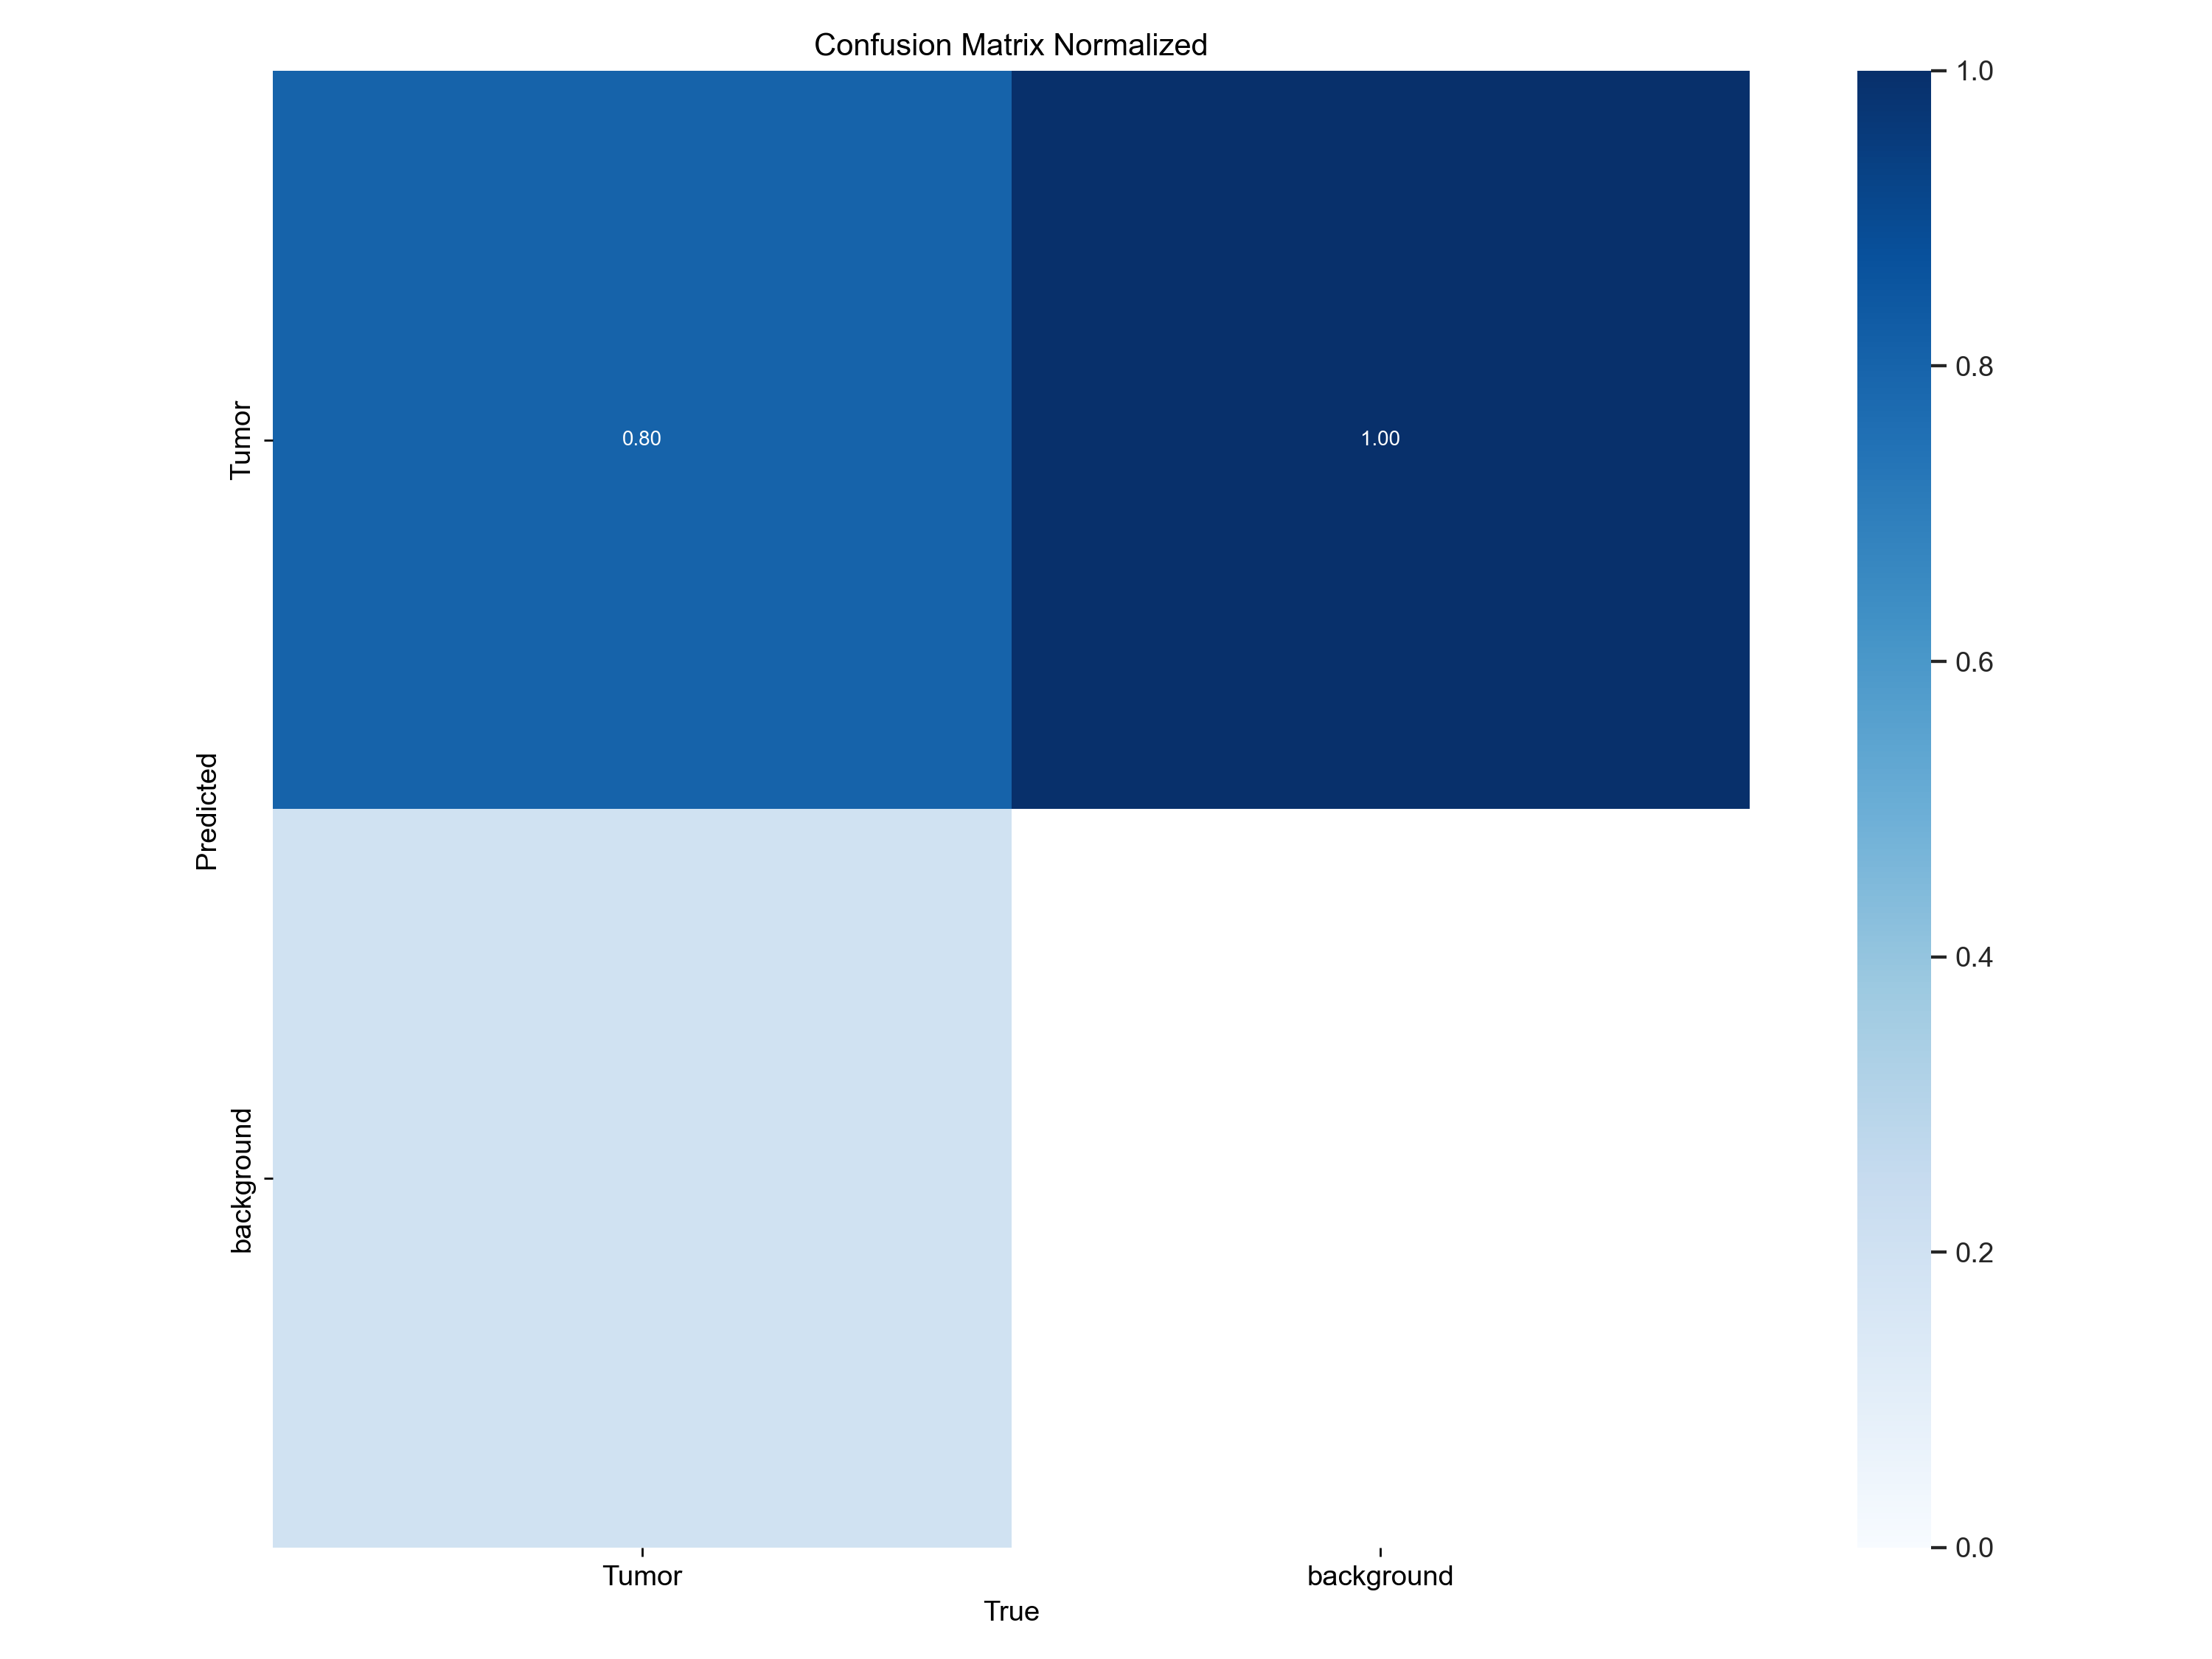 Confusion Matrix Normalized
Tumor
background
Predicted
0.80
1.00
Tumor
background
True
1.0
0.8
0.6
0.4
0.2
0.0